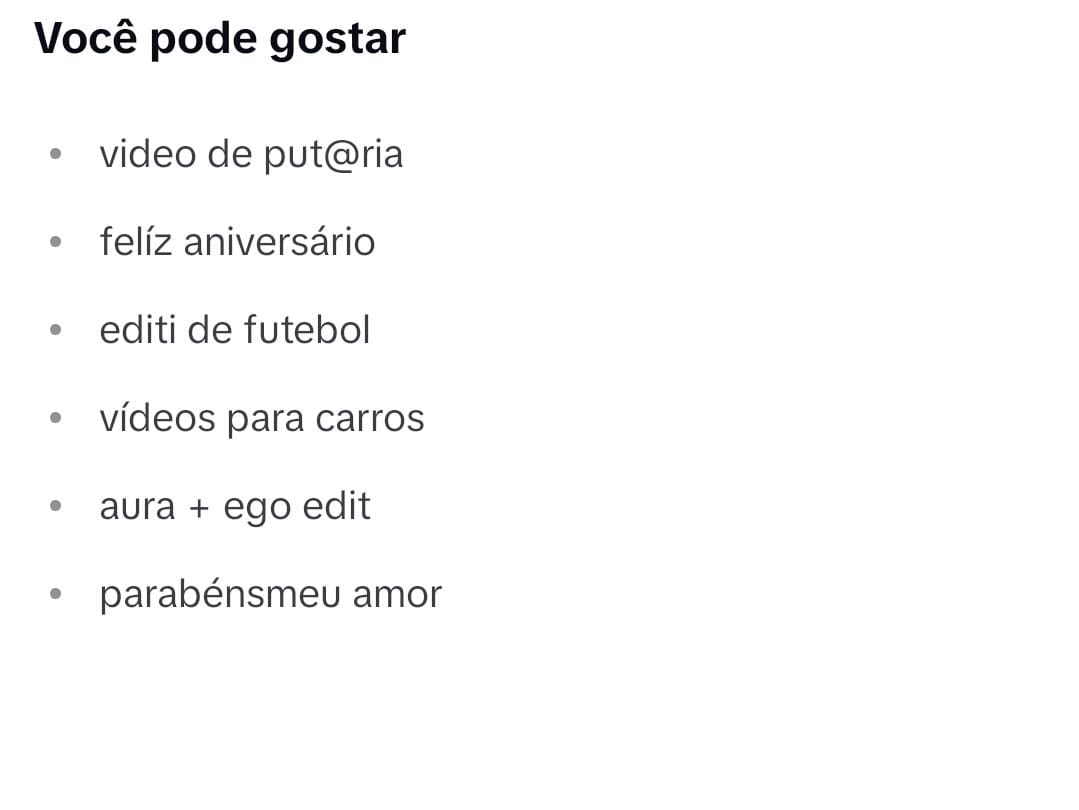 Você pode gostar
• video de put@ria
• felíz aniversário
• editi de futebol
• vídeos para carros
• aura + ego edit
• parabénsmeu amor